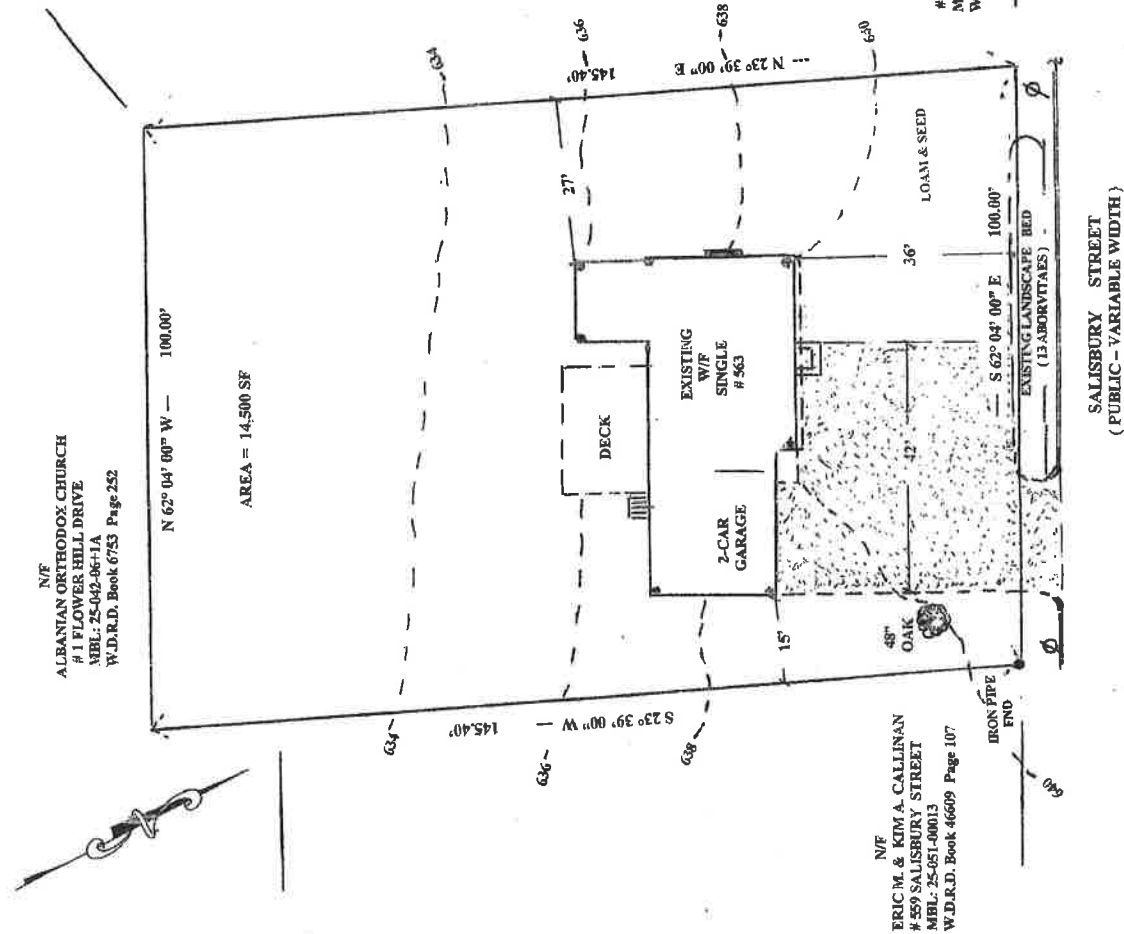 N/F
ALBANIAN ORTHODOX CHURCH
# 1 FLOWER HILL DRIVE
MBL: 25-042-06+1A
W.D.R.D. Book 6753 Page 252
N 62° 04' 00" W — 100.00'
AREA = 14,500 SF
634
634
636
636
638
638
640
640
S 23° 39' 00" W — 145.40'
145.40' --- N 23° 39' 00" E
27'
DECK
EXISTING
W/F
SINGLE
# 563
2-CAR
GARAGE
15'
36'
42'
LOAM & SEED
48"
OAK
IRON PIPE
FND
— S 62° 04' 00" E 100.00'
EXISTING LANDSCAPE BED
( 13 ABORVITAES )
N/F
ERIC M. & KIM A. CALLINAN
# 559 SALISBURY STREET
MBL: 25-051-00013
W.D.R.D. Book 46609 Page 107
SALISBURY STREET
( PUBLIC – VARIABLE WIDTH )
#
M
W